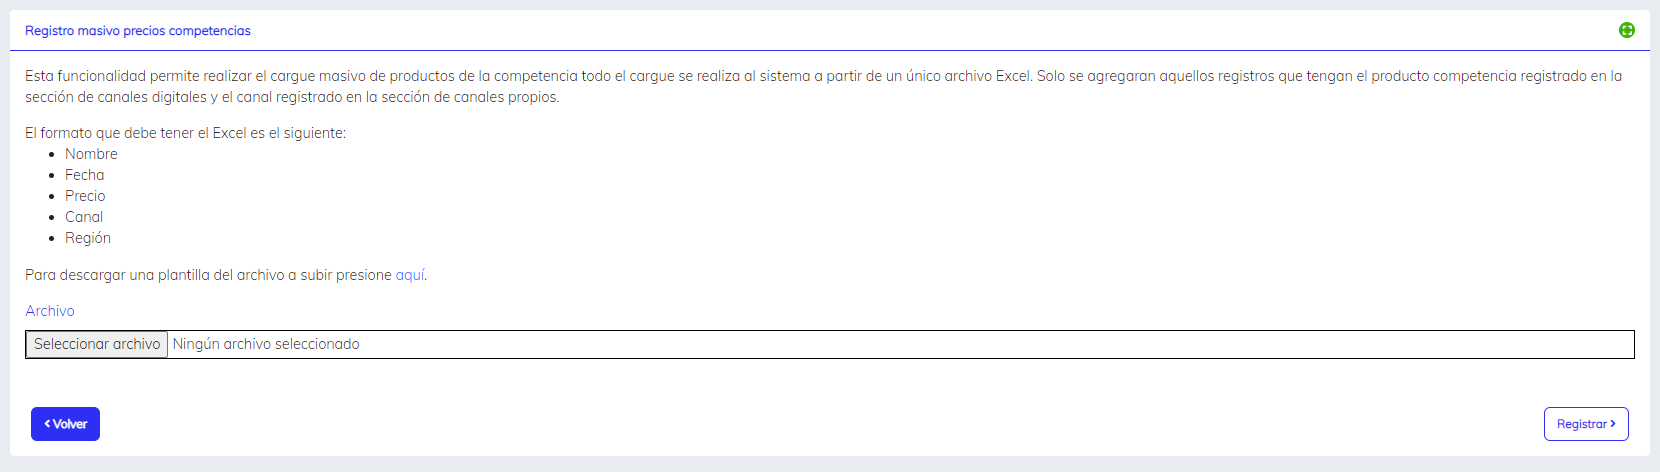 Registro masivo precios competencias
Esta funcionalidad permite realizar el cargue masivo de productos de la competencia todo el cargue se realiza al sistema a partir de un único archivo Excel. Solo se agregaran aquellos registros que tengan el producto competencia registrado en la
sección de canales digitales y el canal registrado en la sección de canales propios.
El formato que debe tener el Excel es el siguiente:
Nombre
Fecha
Precio
Canal
Región
Para descargar una plantilla del archivo a subir presione aquí.
Archivo
Seleccionar archivo Ningún archivo seleccionado
Volver
Registrar